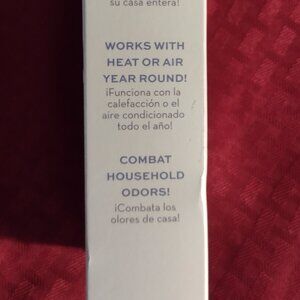 su casa entera!
WORKS WITH
HEAT OR AIR
YEAR ROUND!
¡Funciona con la
calefacción o el
aire condicionado
todo el año!
COMBAT
HOUSEHOLD
ODORS!
¡Combata los
olores de casa!